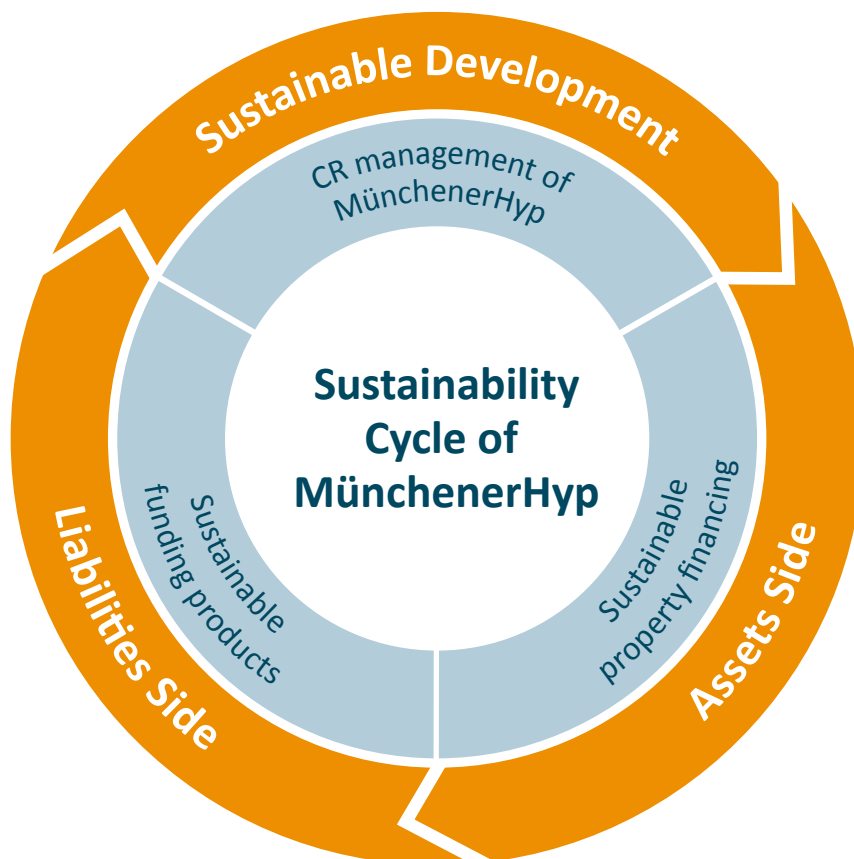 Sustainable Development
CR management of
MünchenerHyp
Sustainability
Cycle of
MünchenerHyp
Sustainable
property financing
Assets Side
Sustainable
funding products
Liabilities Side